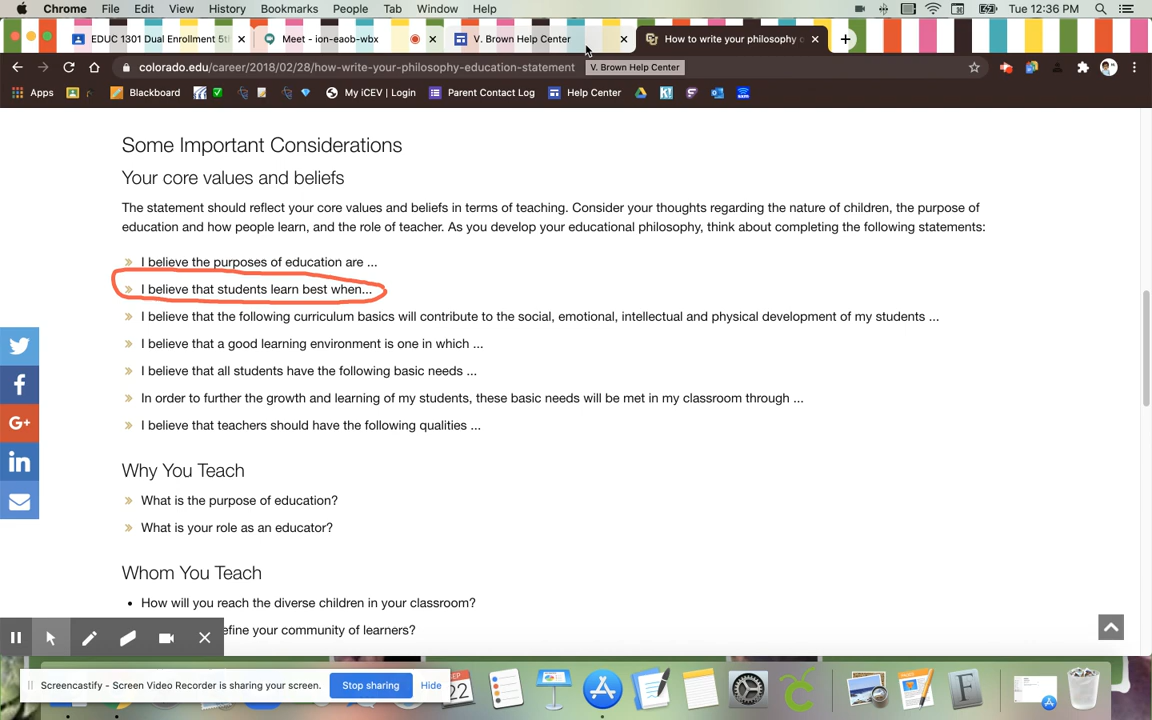 Chrome File Edit View History Bookmarks People Tab Window Help Tue 12:36 PM
EDUC 1301 Dual Enrollment 5th Meet - ion-eaob-wbx V. Brown Help Center How to write your philosophy o
colorado.edu/career/2018/02/28/how-write-your-philosophy-education-statement V. Brown Help Center
Apps Blackboard My iCEV | Login Parent Contact Log Help Center
Some Important Considerations
Your core values and beliefs
The statement should reflect your core values and beliefs in terms of teaching. Consider your thoughts regarding the nature of children, the purpose of
education and how people learn, and the role of teacher. As you develop your educational philosophy, think about completing the following statements:
» I believe the purposes of education are ...
» I believe that students learn best when...
» I believe that the following curriculum basics will contribute to the social, emotional, intellectual and physical development of my students ...
» I believe that a good learning environment is one in which ...
» I believe that all students have the following basic needs ...
» In order to further the growth and learning of my students, these basic needs will be met in my classroom through ...
» I believe that teachers should have the following qualities ...
Why You Teach
» What is the purpose of education?
» What is your role as an educator?
Whom You Teach
• How will you reach the diverse children in your classroom?
efine your community of learners?
Screencastify - Screen Video Recorder is sharing your screen. Stop sharing Hide
SEP
22